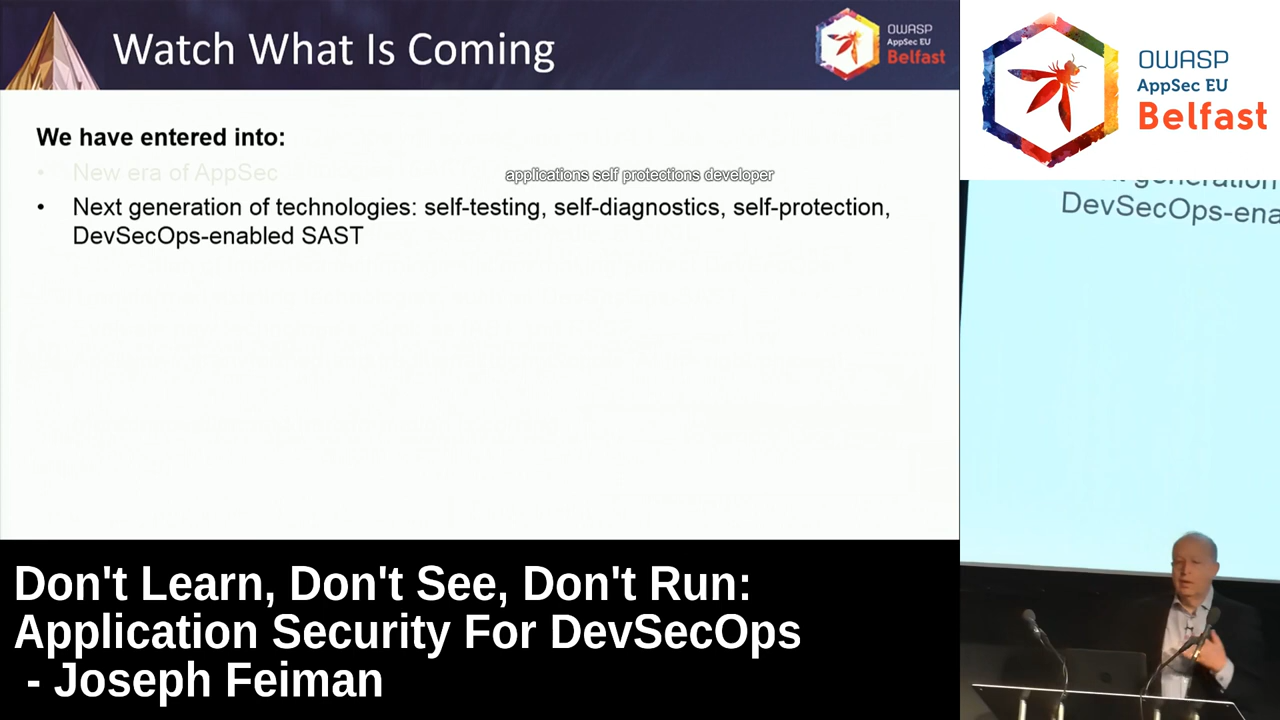 Watch What Is Coming
OWASP
AppSec EU
Belfast
We have entered into:
• New era of AppSec
applications self protections developer
• Next generation of technologies: self-testing, self-diagnostics, self-protection,
DevSecOps-enabled SAST
OWASP
AppSec EU
Belfast
generation
DevSecOps-ena
Don't Learn, Don't See, Don't Run:
Application Security For DevSecOps
- Joseph Feiman